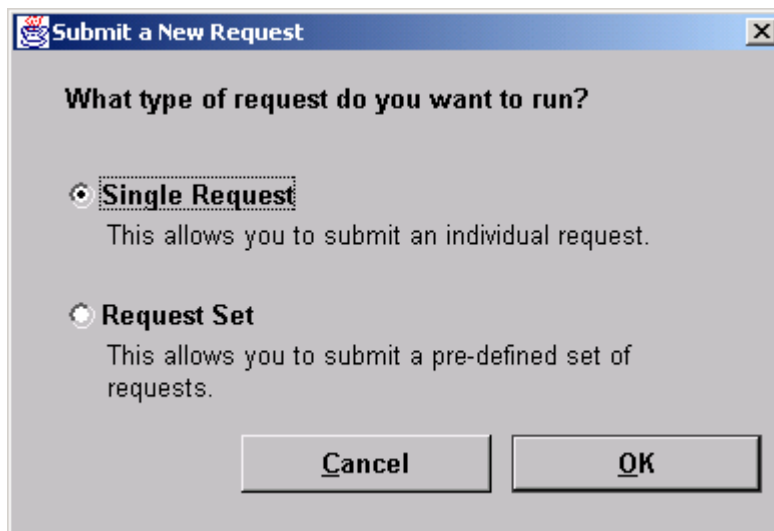 Submit a New Request
What type of request do you want to run?
Single Request
This allows you to submit an individual request.
Request Set
This allows you to submit a pre-defined set of
requests.
Cancel OK